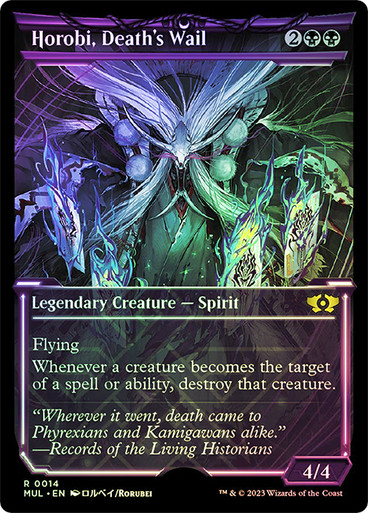 Horobi, Death's Wail 2
Legendary Creature — Spirit
Flying
Whenever a creature becomes the target
of a spell or ability, destroy that creature.
“Wherever it went, death came to
Phyrexians and Kamigawans alike.”
—Records of the Living Historians
4/4
R 0014
MUL • EN ロルベイ/Rorubei
™ & © 2023 Wizards of the Coast